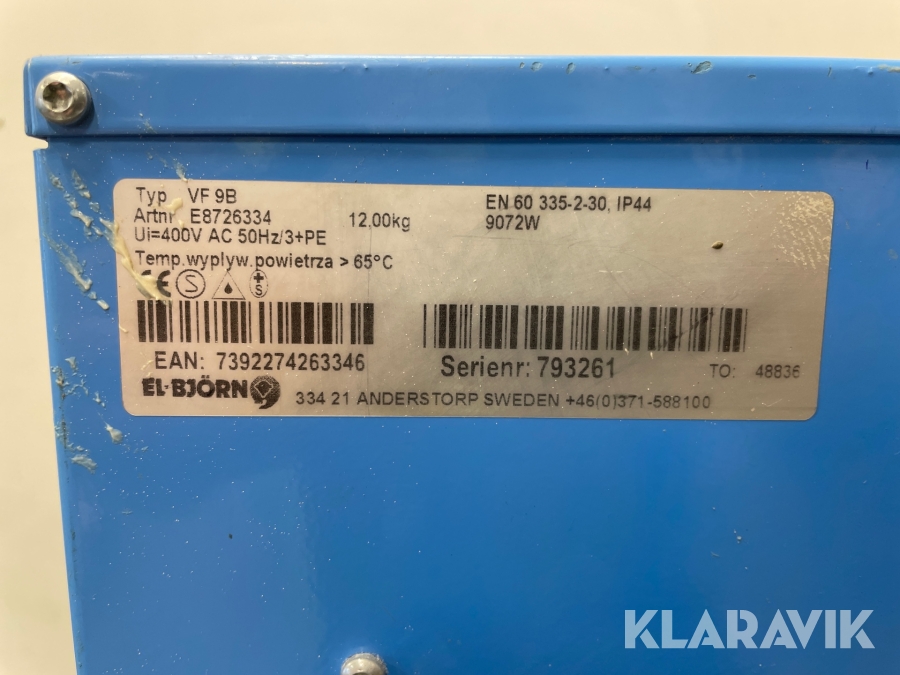 Typ VF 9B
Artnr. E8726334 12,00kg
Ui=400V AC 50Hz/3+PE
Temp.wyplyw.powietrza > 65°C
EN 60 335-2-30, IP44
9072W
CE S +S
EAN: 7392274263346
Serienr: 793261
TO: 48836
EL-BJÖRN
334 21 ANDERSTORP SWEDEN +46(0)371-588100
KLARAVIK